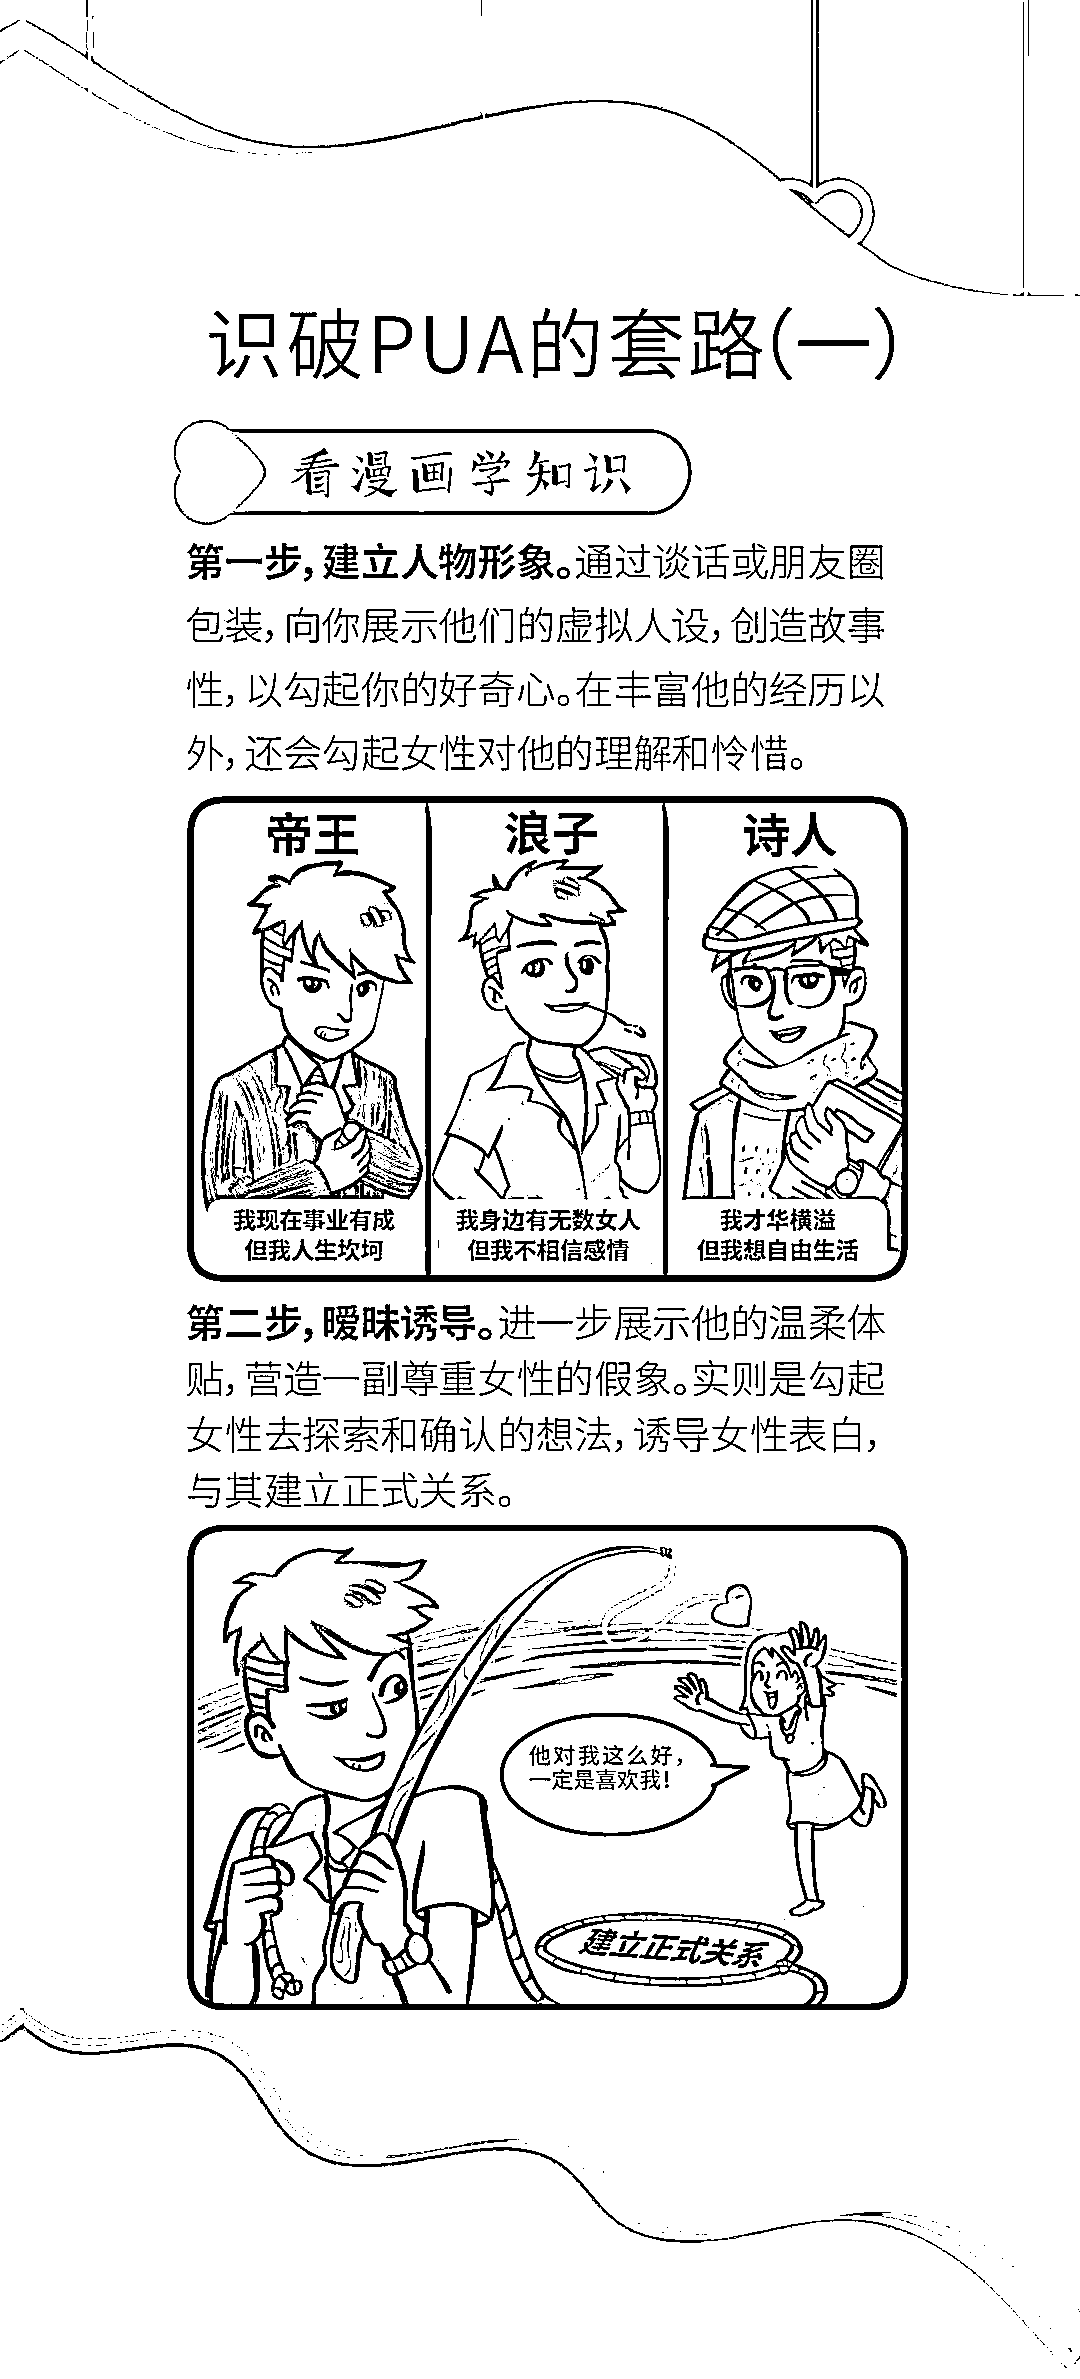 识破PUA的套路(一)
看漫画学知识
第一步，建立人物形象。通过谈话或朋友圈
包装，向你展示他们的虚拟人设，创造故事
性，以勾起你的好奇心。在丰富他的经历以
外，还会勾起女性对他的理解和怜惜。
帝王
浪子
诗人
我现在事业有成
但我人生坎坷
我身边有无数女人
但我不相信感情
我才华横溢
但我想自由生活
第二步，暧昧诱导。进一步展示他的温柔体
贴，营造一副尊重女性的假象。实则是勾起
女性去探索和确认的想法，诱导女性表白，
与其建立正式关系。
他对我这么好，
一定是喜欢我！
建立正式关系